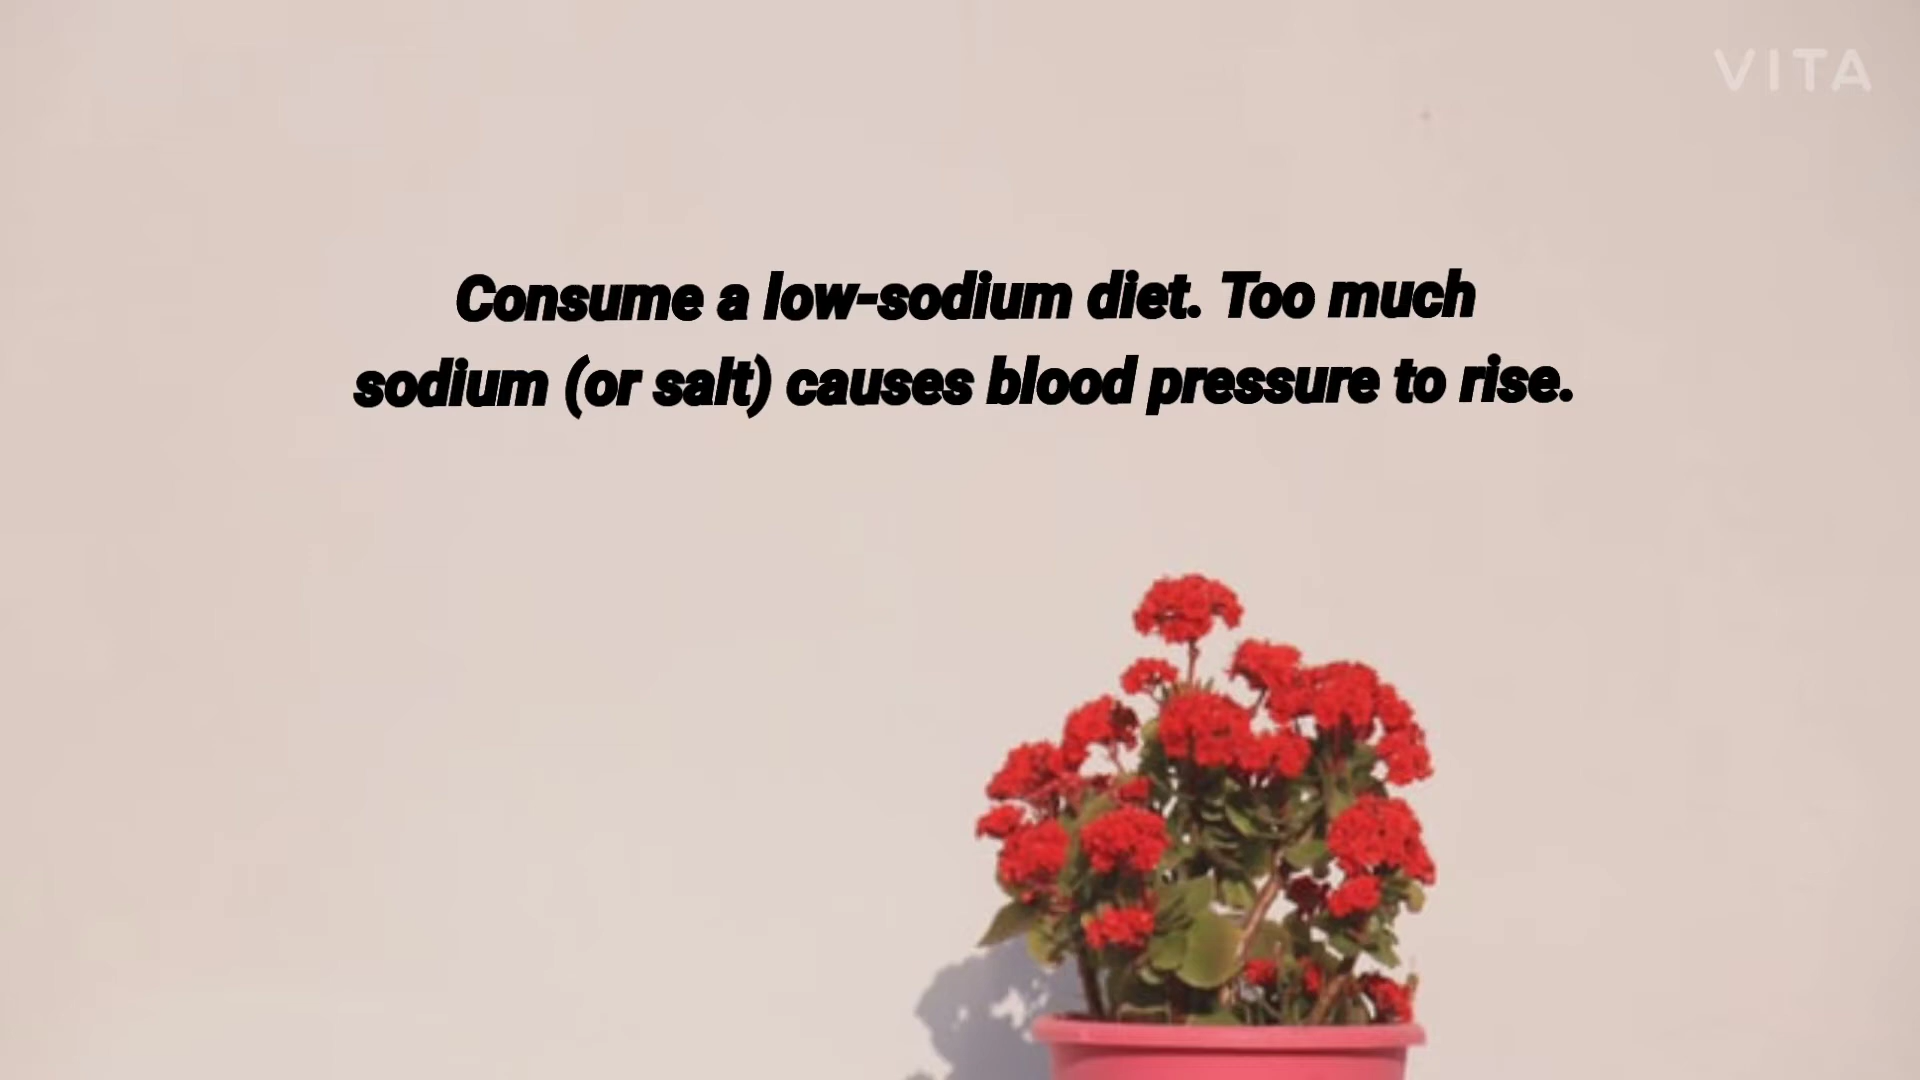 VITA
Consume a low-sodium diet. Too much
sodium (or salt) causes blood pressure to rise.